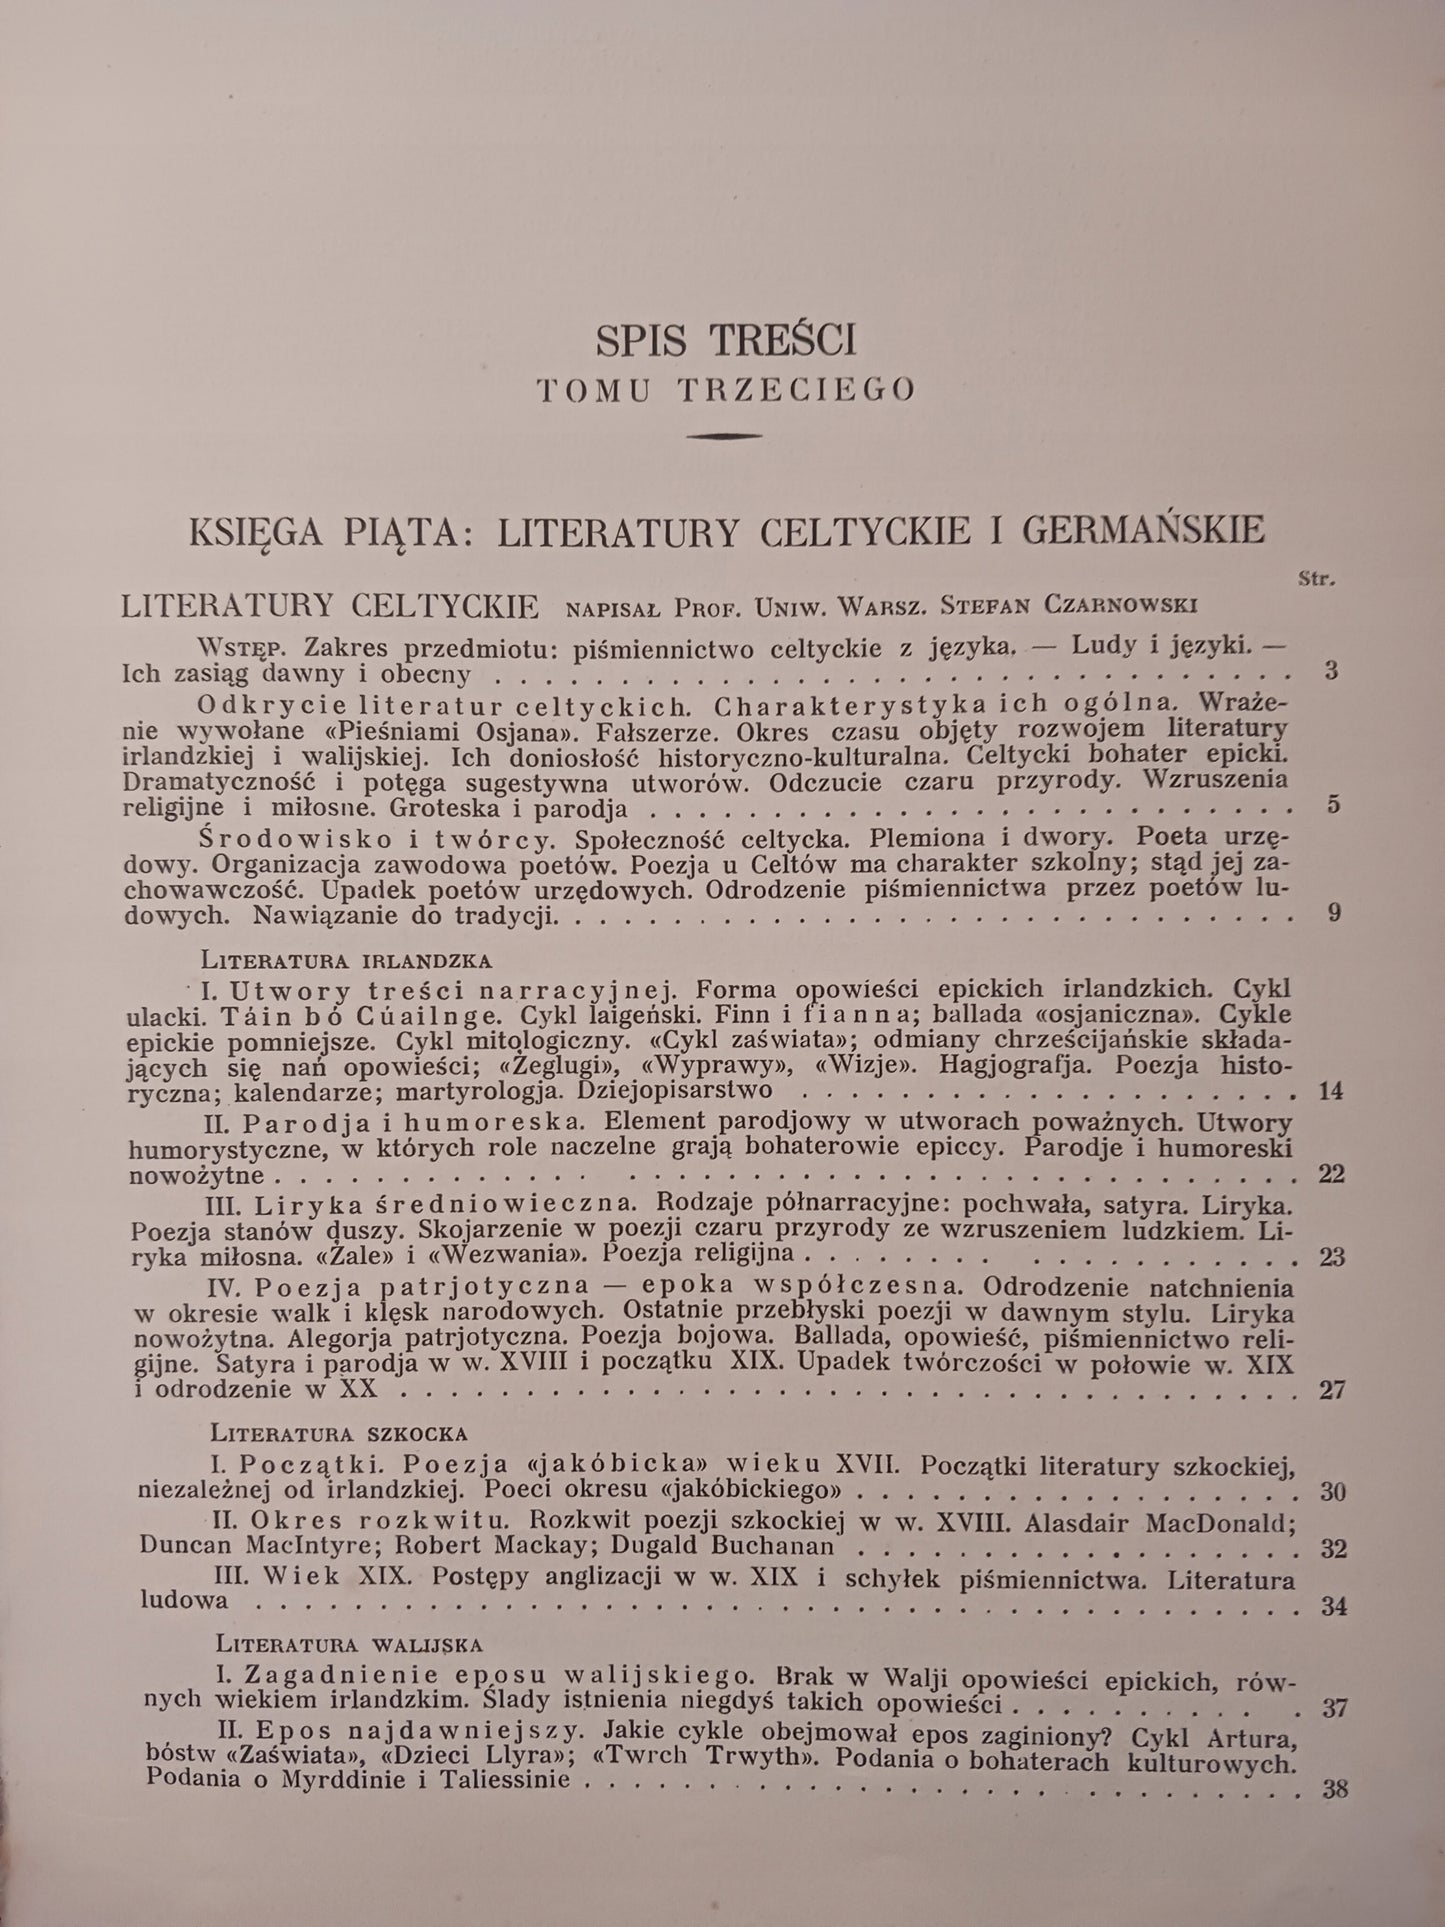 SPIS TREŚCI
TOMU TRZECIEGO
KSIĘGA PIĄTA: LITERATURY CELTYCKIE I GERMAŃSKIE
Str.
LITERATURY CELTYCKIE NAPISAŁ PROF. UNIW. WARSZ. STEFAN CZARNOWSKI
WSTĘP. Zakres przedmiotu: piśmiennictwo celtyckie z języka. — Ludy i języki. —
Ich zasiąg dawny i obecny . . . . . . . . . . . . . . . . . . . . . . . . . . . . . . . . 3
Odkrycie literatur celtyckich. Charakterystyka ich ogólna. Wraże-
nie wywołane «Pieśniami Osjana». Fałszerze. Okres czasu objęty rozwojem literatury
irlandzkiej i walijskiej. Ich doniosłość historyczno-kulturalna. Celtycki bohater epicki.
Dramatyczność i potęga sugestywna utworów. Odczucie czaru przyrody. Wzruszenia
religijne i miłosne. Groteska i parodja . . . . . . . . . . . . . . . . . . . . . . . . . . 5
Środowisko i twórcy. Społeczność celtycka. Plemiona i dwory. Poeta urzę-
dowy. Organizacja zawodowa poetów. Poezja u Celtów ma charakter szkolny; stąd jej za-
chowawczość. Upadek poetów urzędowych. Odrodzenie piśmiennictwa przez poetów lu-
dowych. Nawiązanie do tradycji. . . . . . . . . . . . . . . . . . . . . . . . . . . . . . 9
LITERATURA IRLANDZKA
I. Utwory treści narracyjnej. Forma opowieści epickich irlandzkich. Cykl
ulacki. Táin bó Cúailnge. Cykl laigeński. Finn i fianna; ballada «osjaniczna». Cykle
epickie pomniejsze. Cykl mitologiczny. «Cykl zaświata»; odmiany chrześcijańskie składa-
jących się nań opowieści; «Żeglugi», «Wyprawy», «Wizje». Hagjografja. Poezja histo-
ryczna; kalendarze; martyrologja. Dziejopisarstwo . . . . . . . . . . . . . . . . . . . . 14
II. Parodja i humoreska. Element parodjowy w utworach poważnych. Utwory
humorystyczne, w których role naczelne grają bohaterowie epiccy. Parodje i humoreski
nowożytne . . . . . . . . . . . . . . . . . . . . . . . . . . . . . . . . . . . . . . . 22
III. Liryka średniowieczna. Rodzaje półnarracyjne: pochwała, satyra. Liryka.
Poezja stanów duszy. Skojarzenie w poezji czaru przyrody ze wzruszeniem ludzkiem. Li-
ryka miłosna. «Żale» i «Wezwania». Poezja religijna . . . . . . . . . . . . . . . . . . . 23
IV. Poezja patrjotyczna — epoka współczesna. Odrodzenie natchnienia
w okresie walk i klęsk narodowych. Ostatnie przebłyski poezji w dawnym stylu. Liryka
nowożytna. Alegorja patrjotyczna. Poezja bojowa. Ballada, opowieść, piśmiennictwo reli-
gijne. Satyra i parodja w w. XVIII i początku XIX. Upadek twórczości w połowie w. XIX
i odrodzenie w XX . . . . . . . . . . . . . . . . . . . . . . . . . . . . . . . . . . . 27
LITERATURA SZKOCKA
I. Początki. Poezja «jakóbicka» wieku XVII. Początki literatury szkockiej,
niezależnej od irlandzkiej. Poeci okresu «jakóbickiego» . . . . . . . . . . . . . . . . . . 30
II. Okres rozkwitu. Rozkwit poezji szkockiej w w. XVIII. Alasdair MacDonald;
Duncan MacIntyre; Robert Mackay; Dugald Buchanan . . . . . . . . . . . . . . . . . . 32
III. Wiek XIX. Postępy anglizacji w w. XIX i schyłek piśmiennictwa. Literatura
ludowa . . . . . . . . . . . . . . . . . . . . . . . . . . . . . . . . . . . . . . . . 34
LITERATURA WALIJSKA
I. Zagadnienie eposu walijskiego. Brak w Walji opowieści epickich, rów-
nych wiekiem irlandzkim. Ślady istnienia niegdyś takich opowieści . . . . . . . . . . . . 37
II. Epos najdawniejszy. Jakie cykle obejmował epos zaginiony? Cykl Artura,
bóstw «Zaświata», «Dzieci Llyra»; «Twrch Trwyth». Podania o bohaterach kulturowych.
Podania o Myrddinie i Taliessinie . . . . . . . . . . . . . . . . . . . . . . . . . . . . 38